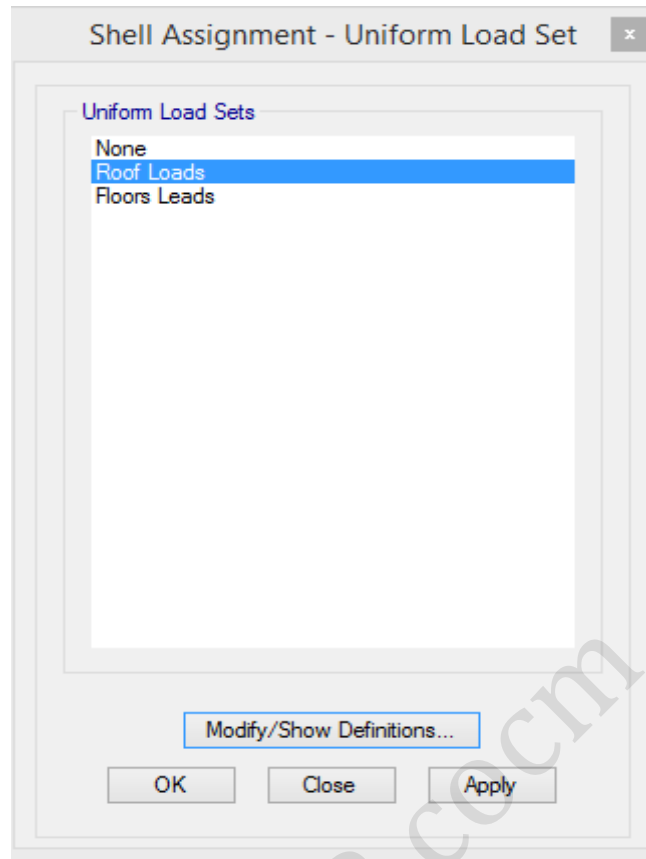 Shell Assignment - Uniform Load Set
x
Uniform Load Sets
None
Roof Loads
Floors Leads
Modify/Show Definitions...
OK Close Apply